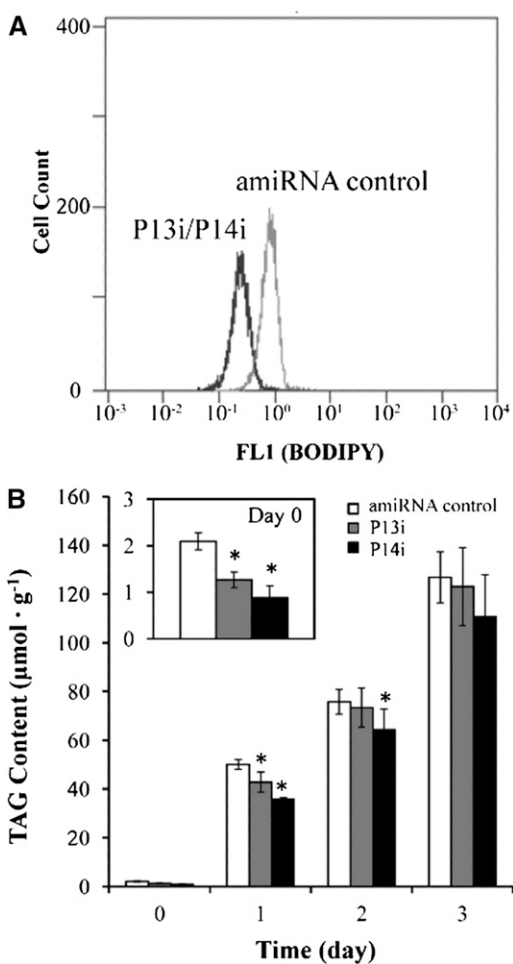 A
400
200
0
Cell Count
amiRNA control
P13i/P14i
10⁻³ 10⁻² 10⁻¹ 10⁰ 10¹ 10² 10³ 10⁴
FL1 (BODIPY)
B
160
140
120
100
80
60
40
20
0
TAG Content (µmol · g⁻¹)
3
2
1
0
Day 0
* *
amiRNA control
P13i
P14i
* *
*
0 1 2 3
Time (day)